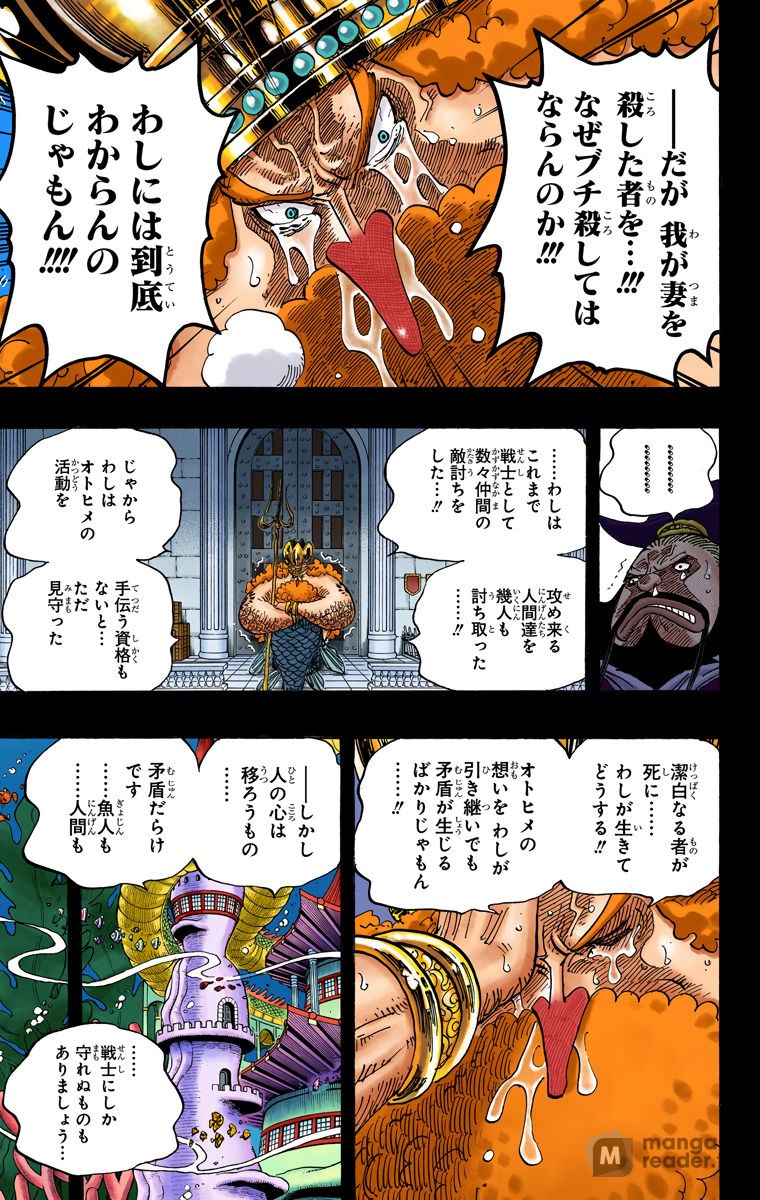 ――だが 我が妻を
殺した者を…!!!
なぜブチ殺しては
ならんのか!!!
わしには到底
わからんの
じゃもん!!!!
………………
……わしは
これまで
戦士として
数々仲間の
敵討ちを
した…!!
攻め来る
人間達を
幾人も
討ち取った
……!!
じゃから
わしは
オトヒメの
活動を
手伝う資格も
ないと…
ただ
見守った
潔白なる者が
死に……
わしが生きて
どうする!!
オトヒメの
想いを わしが
引き継いでも
矛盾が生じる
ばかりじゃもん
……!!
――しかし
人の心は
移ろうもの
……
矛盾だらけ
です
……魚人も
……人間も
……
戦士にしか
守れぬものも
ありましょう…
M manga
reader.t